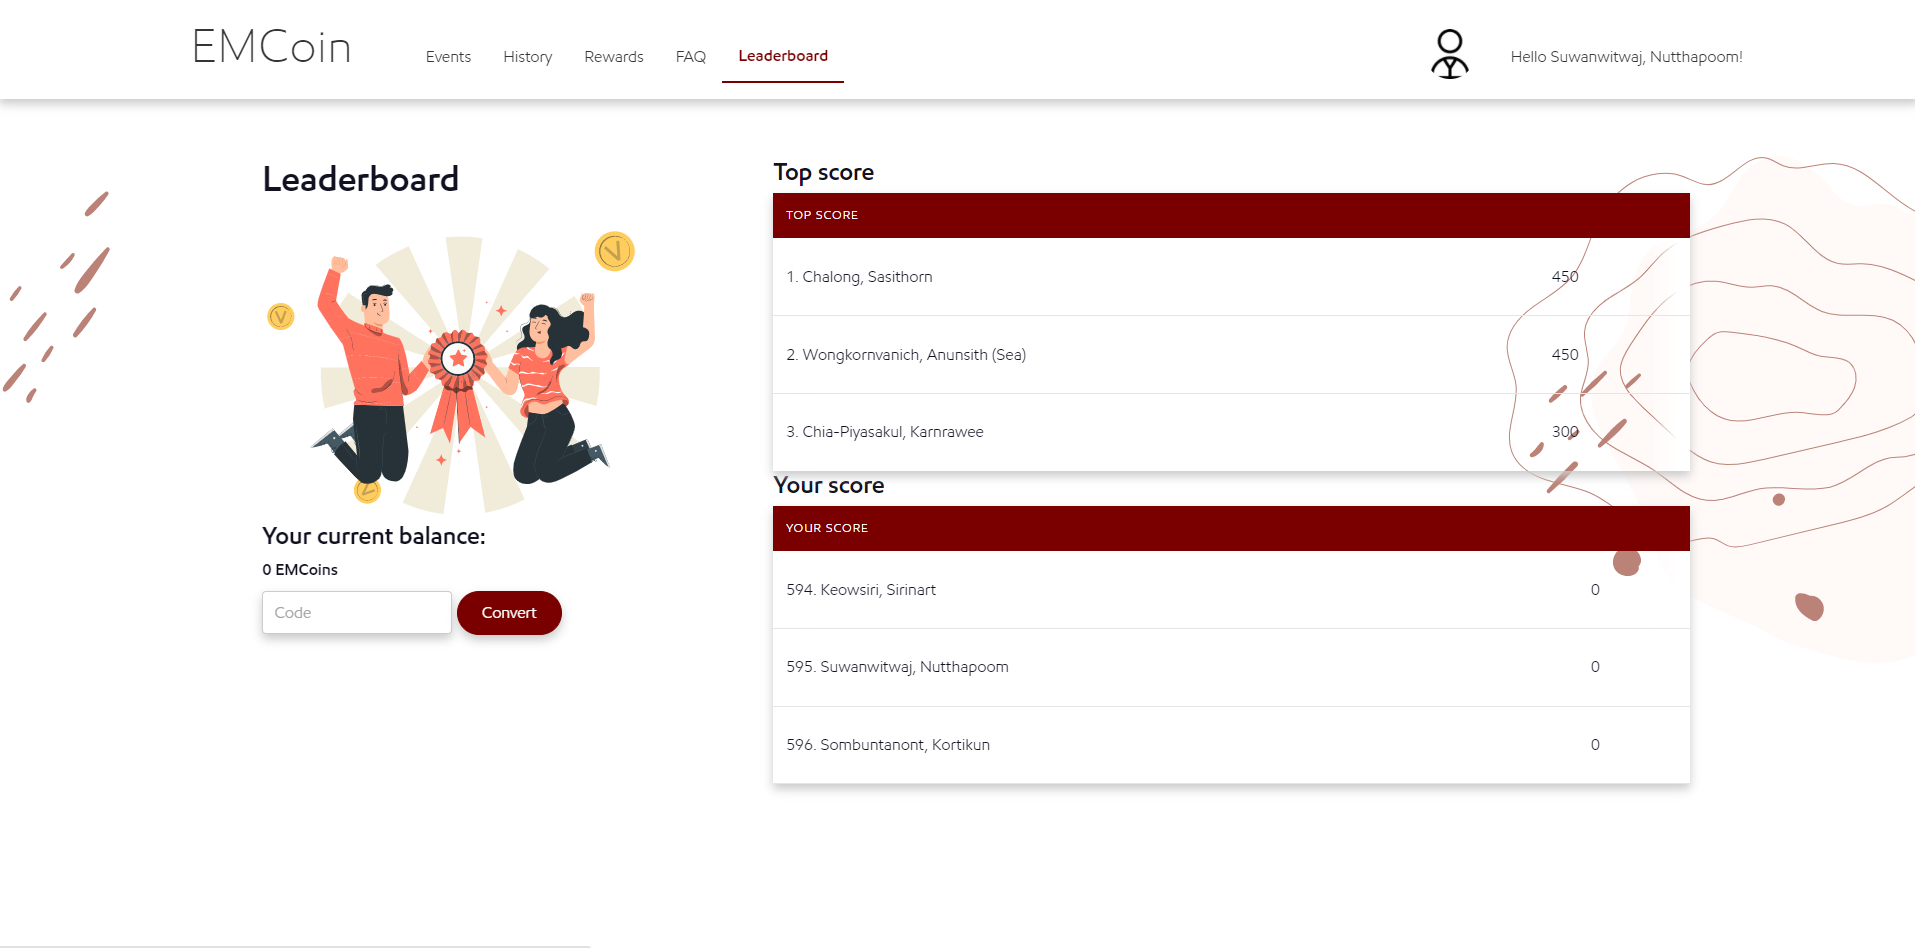 EMCoin
Events
History
Rewards
FAQ
Leaderboard
Hello Suwanwitwaj, Nutthapoom!
Leaderboard
Your current balance:
0 EMCoins
Code
Convert
Top score
TOP SCORE
1. Chalong, Sasithorn 450
2. Wongkornvanich, Anunsith (Sea) 450
3. Chia-Piyasakul, Karnrawee 300
Your score
YOUR SCORE
594. Keowsiri, Sirinart 0
595. Suwanwitwaj, Nutthapoom 0
596. Sombuntanont, Kortikun 0